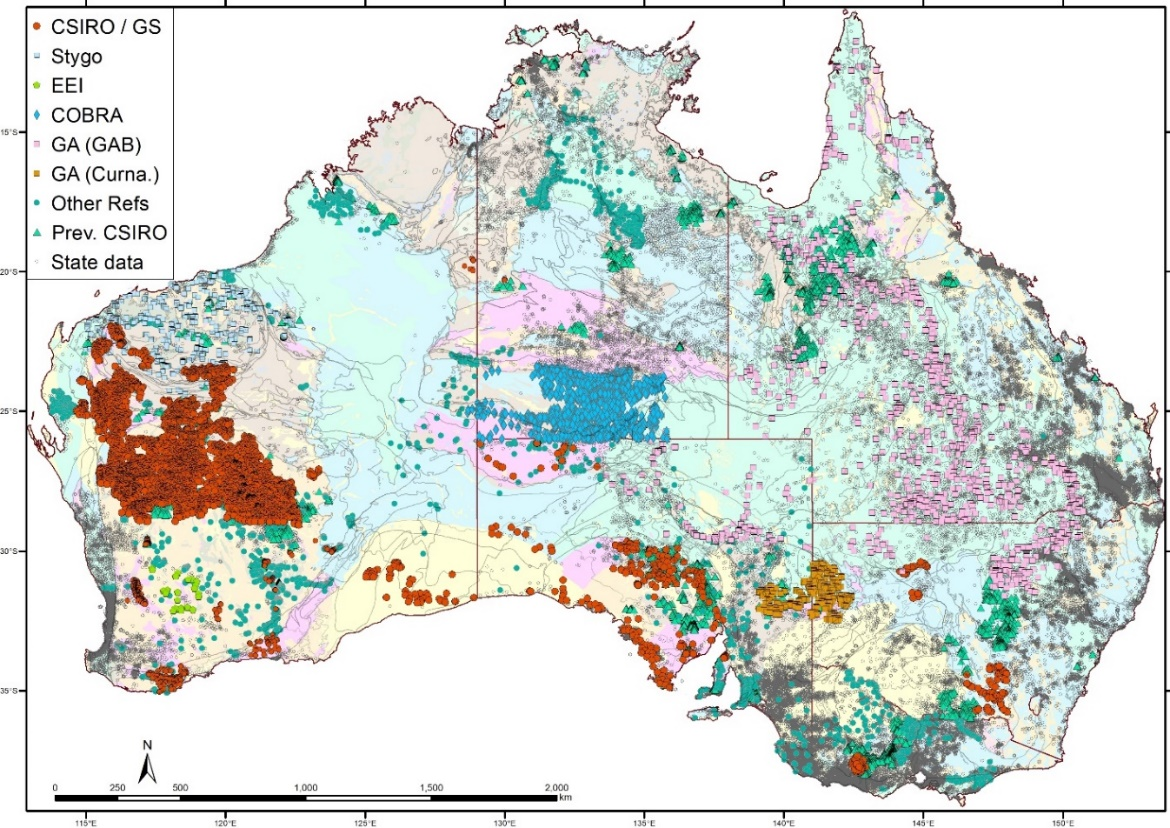 CSIRO / GS
Stygo
EEI
COBRA
GA (GAB)
GA (Curna.)
Other Refs
Prev. CSIRO
State data
15°S
20°S
25°S
30°S
35°S
N
0 250 500 1,000 1,500 2,000
km
115°E 120°E 125°E 130°E 135°E 140°E 145°E 150°E